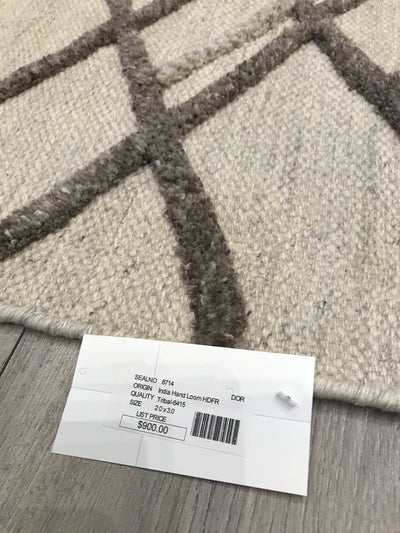 SEALNO 8714
ORIGIN India Hand Loom HDFR DOR
QUALITY Tribal-6415
SIZE 2.0 x 3.0
LIST PRICE
$900.00